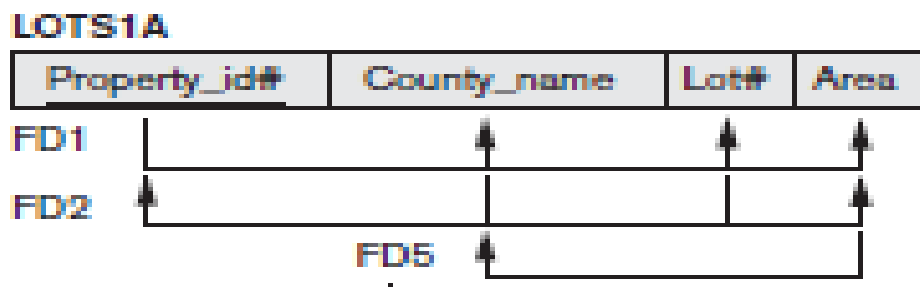 LOTS1A
Property_id# County_name Lot# Area
FD1
FD2
FD5